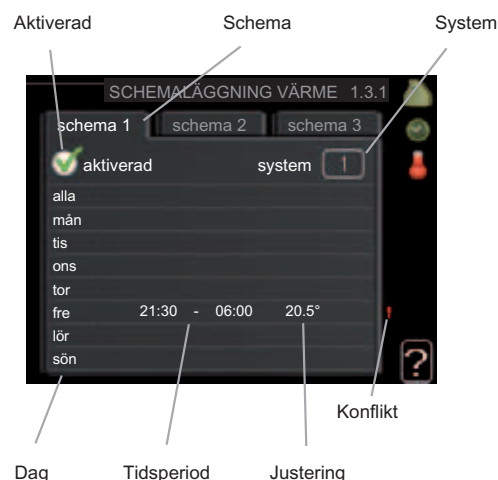 Aktiverad Schema System
SCHEMALÄGGNING VÄRME 1.3.1
schema 1 schema 2 schema 3
aktiverad system 1
alla
mån
tis
ons
tor
fre 21:30 - 06:00 20.5° !
lör
sön
?
Konflikt
Dag Tidsperiod Justering